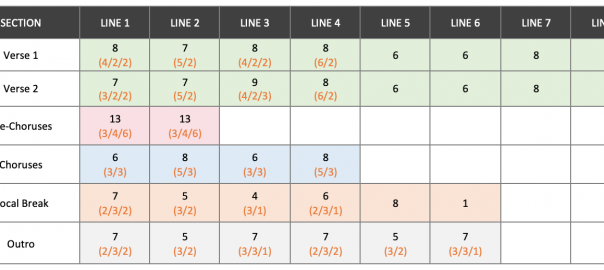 SECTION LINE 1 LINE 2 LINE 3 LINE 4 LINE 5 LINE 6 LINE 7 LIN
Verse 1 8 7 8 8 6 6 8
(4/2/2) (5/2) (4/2/2) (6/2)
Verse 2 7 7 9 8 6 6 8
(3/2/2) (5/2) (4/2/3) (6/2)
e-Choruses 13 13
(3/4/6) (3/4/6)
Choruses 6 8 6 8
(3/3) (5/3) (3/3) (5/3)
ocal Break 7 5 4 6 8 1
(2/3/2) (3/2) (3/1) (2/3/1)
Outro 7 5 7 7 5 7
(2/3/2) (3/2) (3/3/1) (2/3/2) (3/2) (3/3/1)